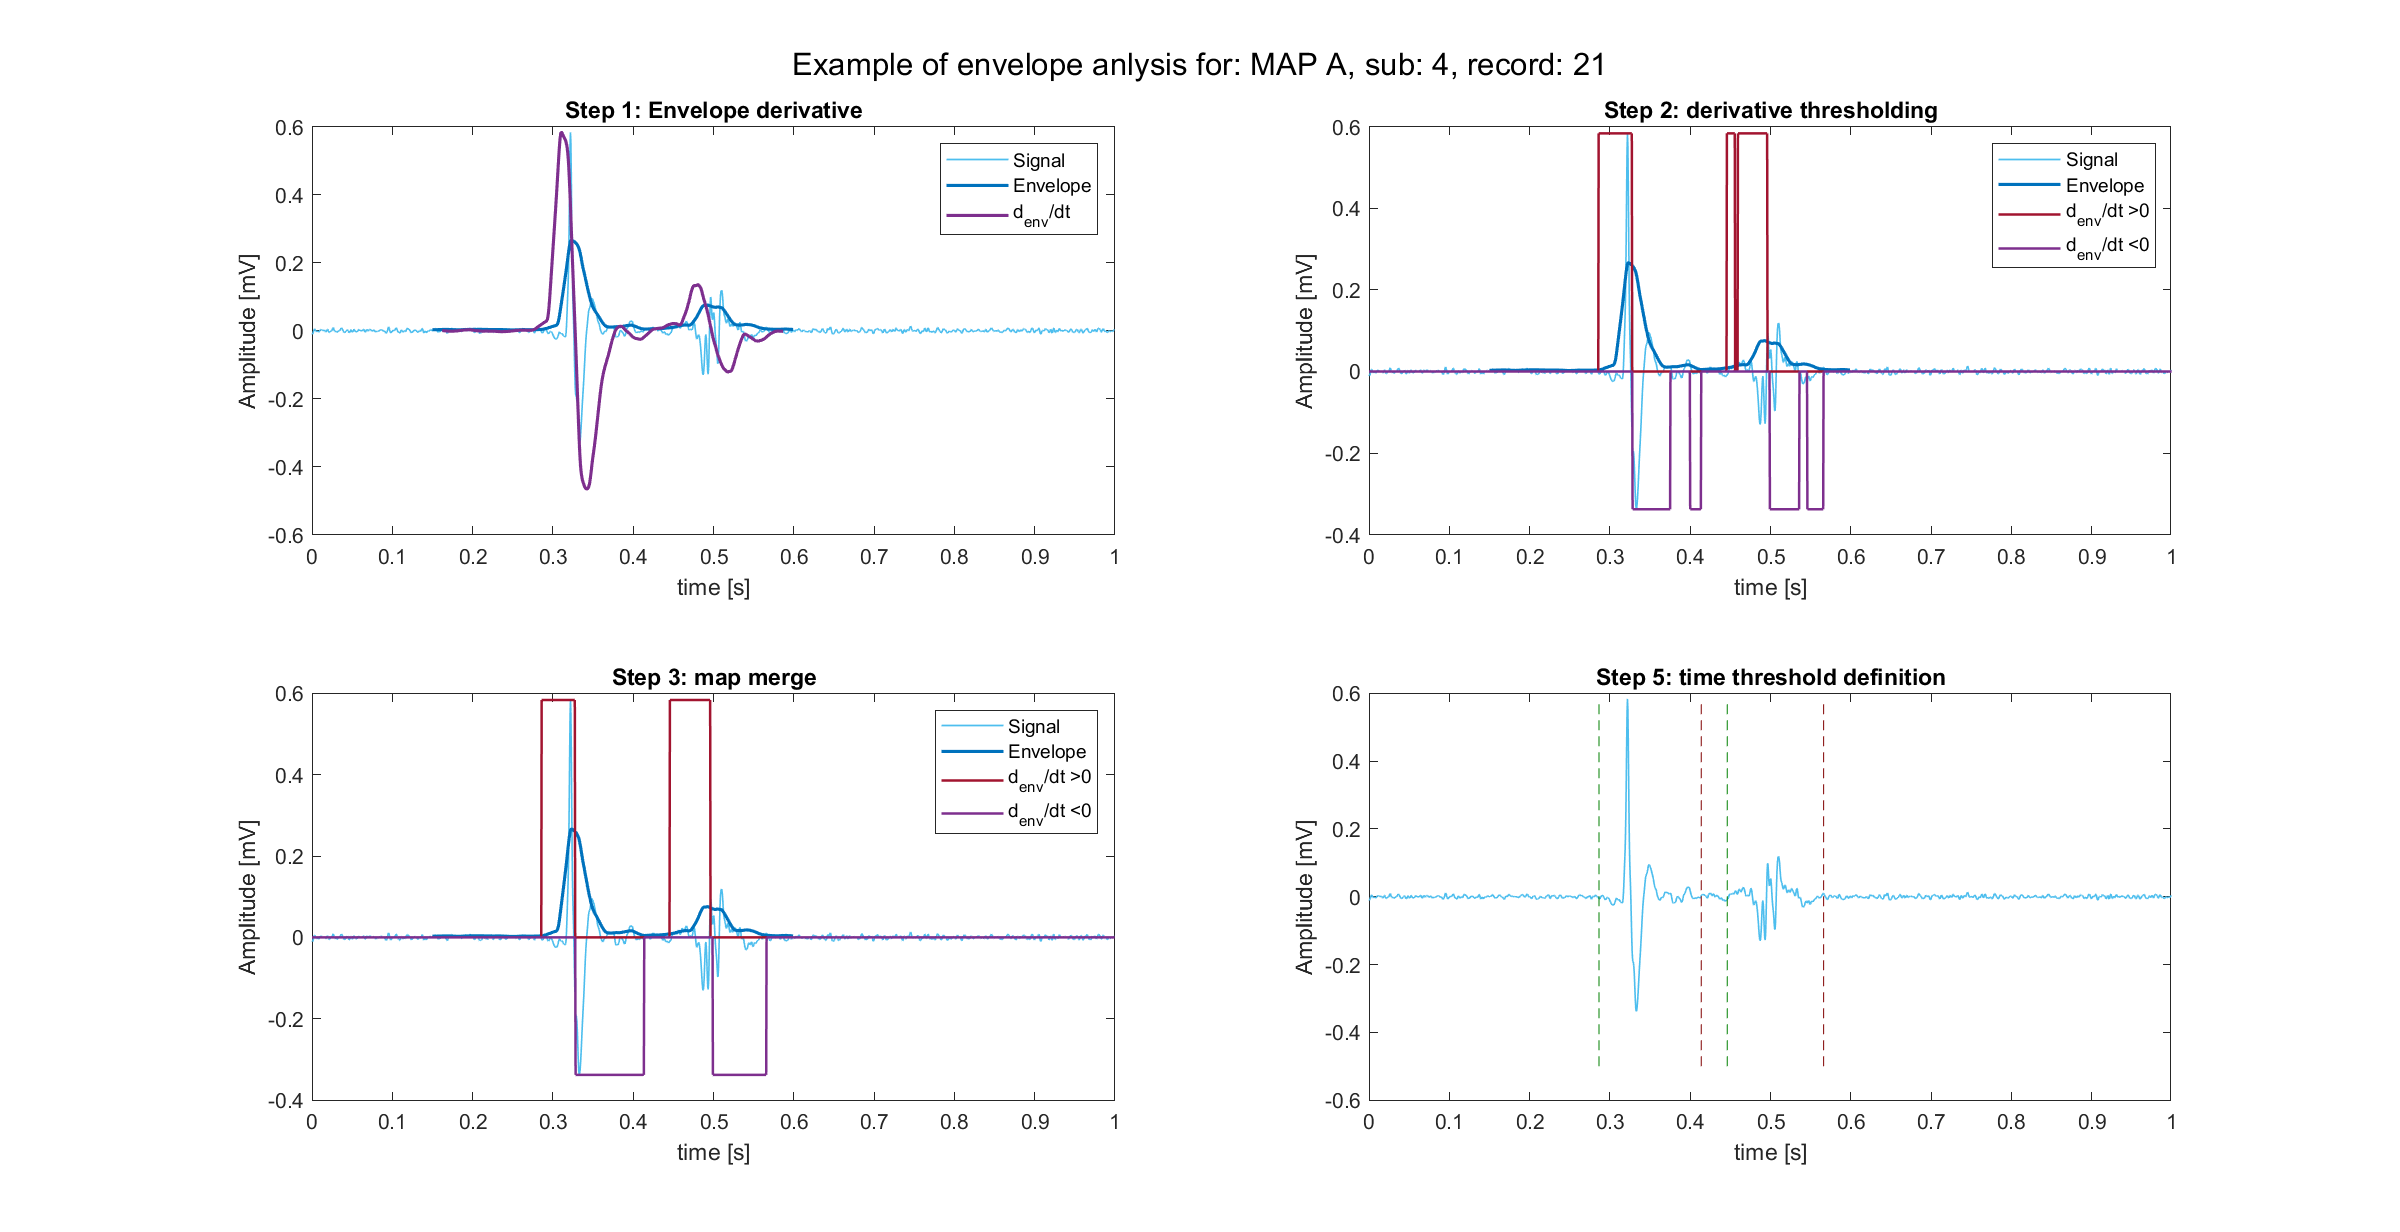 Example of envelope anlysis for: MAP A, sub: 4, record: 21
Step 1: Envelope derivative
0.6
0.4
0.2
0
-0.2
-0.4
-0.6
Amplitude [mV]
0 0.1 0.2 0.3 0.4 0.5 0.6 0.7 0.8 0.9 1
time [s]
Signal
Envelope
d_env/dt
Step 2: derivative thresholding
0.6
0.4
0.2
0
-0.2
-0.4
Amplitude [mV]
0 0.1 0.2 0.3 0.4 0.5 0.6 0.7 0.8 0.9 1
time [s]
Signal
Envelope
d_env/dt >0
d_env/dt <0
Step 3: map merge
0.6
0.4
0.2
0
-0.2
-0.4
Amplitude [mV]
0 0.1 0.2 0.3 0.4 0.5 0.6 0.7 0.8 0.9 1
time [s]
Signal
Envelope
d_env/dt >0
d_env/dt <0
Step 5: time threshold definition
0.6
0.4
0.2
0
-0.2
-0.4
-0.6
Amplitude [mV]
0 0.1 0.2 0.3 0.4 0.5 0.6 0.7 0.8 0.9 1
time [s]